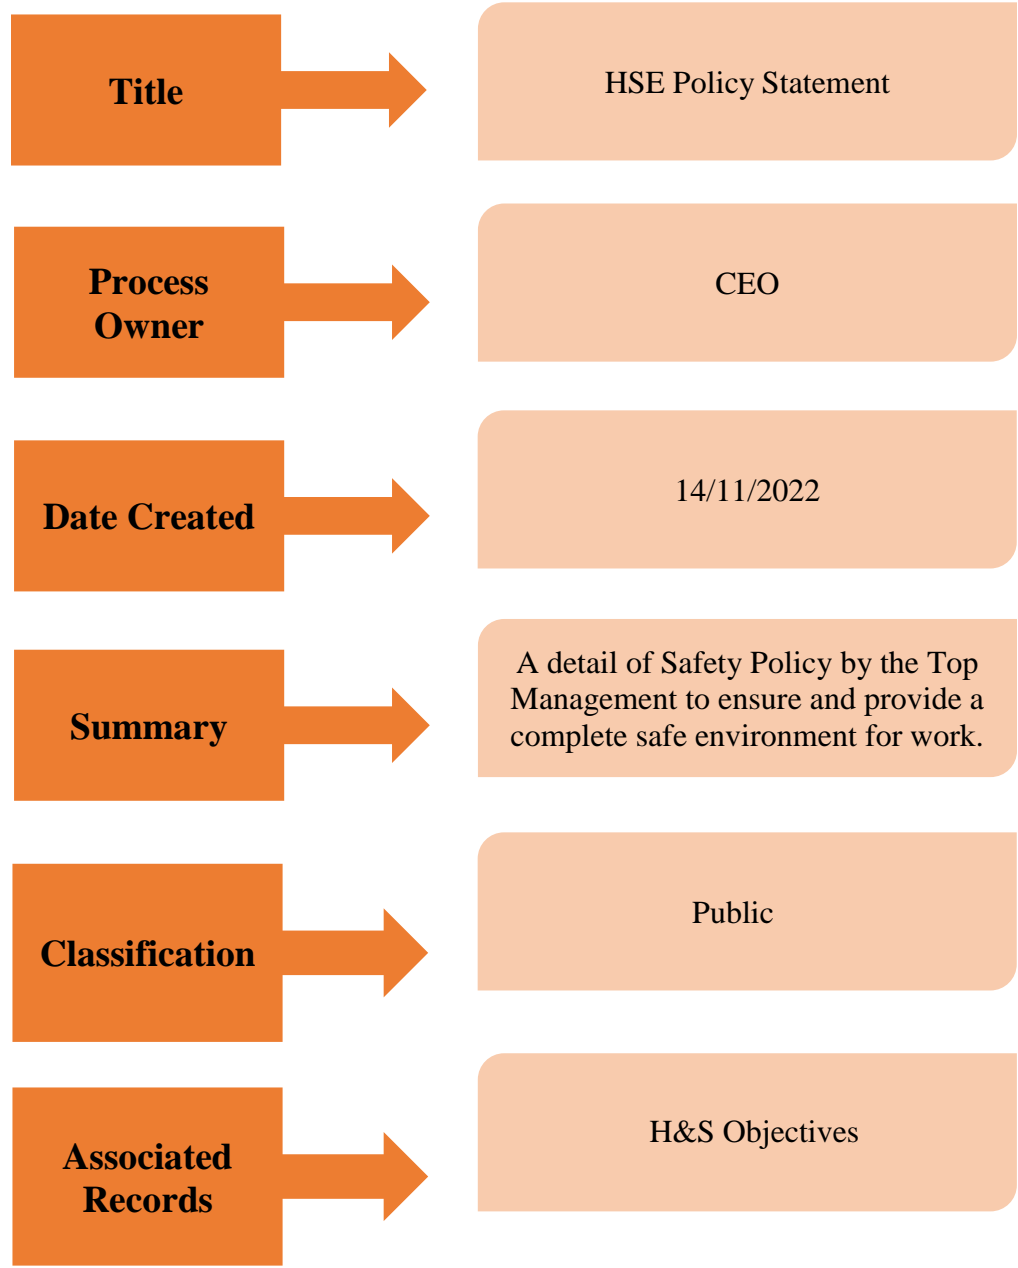 Title
HSE Policy Statement
Process
Owner
CEO
Date Created
14/11/2022
Summary
A detail of Safety Policy by the Top
Management to ensure and provide a
complete safe environment for work.
Classification
Public
Associated
Records
H&S Objectives